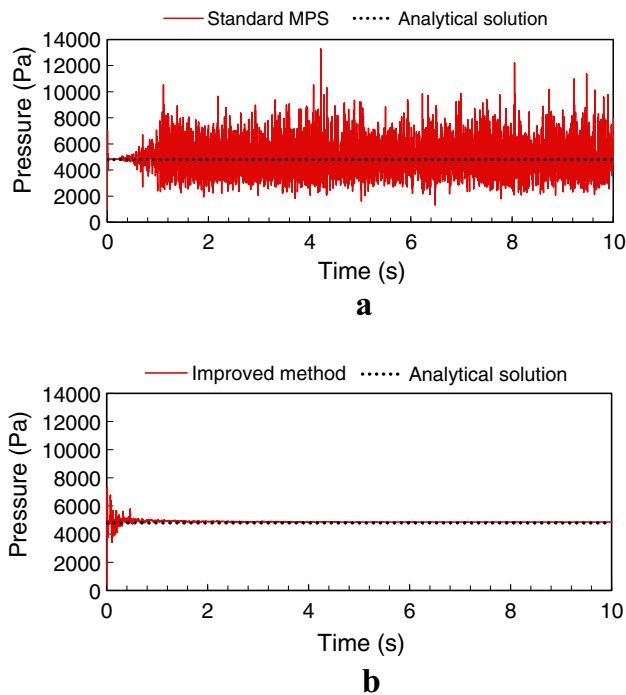 Standard MPS Analytical solution
14000
12000
10000
8000
6000
4000
2000
0
Pressure (Pa)
0 2 4 6 8 10
Time (s)
a
Improved method Analytical solution
14000
12000
10000
8000
6000
4000
2000
0
Pressure (Pa)
0 2 4 6 8 10
Time (s)
b